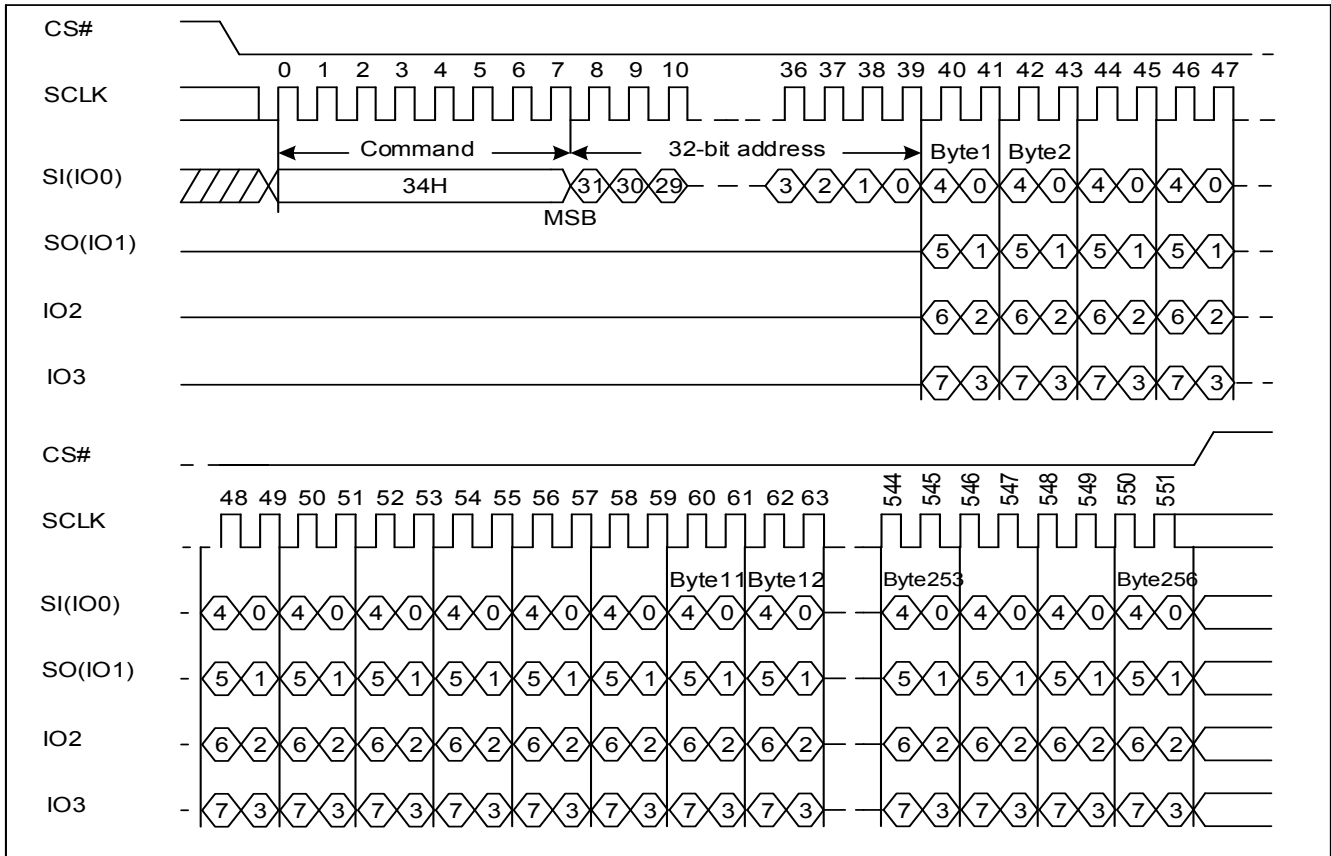 CS#
0 1 2 3 4 5 6 7 8 9 10 36 37 38 39 40 41 42 43 44 45 46 47
SCLK
Command 32-bit address Byte1 Byte2
SI(IO0) 34H 31 30 29 3 2 1 0 4 0 4 0 4 0 4 0
MSB
SO(IO1) 5 1 5 1 5 1 5 1
IO2 6 2 6 2 6 2 6 2
IO3 7 3 7 3 7 3 7 3
CS#
48 49 50 51 52 53 54 55 56 57 58 59 60 61 62 63 544 545 546 547 548 549 550 551
SCLK
Byte11 Byte12 Byte253 Byte256
SI(IO0) 4 0 4 0 4 0 4 0 4 0 4 0 4 0 4 0 4 0 4 0 4 0 4 0
SO(IO1) 5 1 5 1 5 1 5 1 5 1 5 1 5 1 5 1 5 1 5 1 5 1 5 1
IO2 6 2 6 2 6 2 6 2 6 2 6 2 6 2 6 2 6 2 6 2 6 2 6 2
IO3 7 3 7 3 7 3 7 3 7 3 7 3 7 3 7 3 7 3 7 3 7 3 7 3